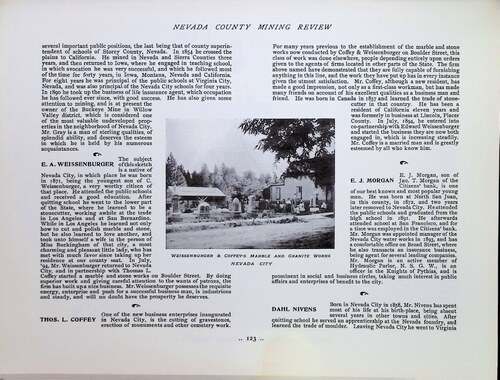 NEVADA COUNTY MINING REVIEW
several important public positions, the last being that of county superin-
tendent of schools of Storey County, Nevada. In 1854 he crossed the
plains to California. He mined in Nevada and Sierra Counties three
years, and then returned to Iowa, where he engaged in teaching school,
in which avocation he was very successful, and which he followed most
of the time for forty years, in Iowa, Montana, Nevada and California.
For eight years he was principal of the public schools at Virginia City,
Nevada, and was also principal of the Nevada City schools for four years.
In 1890 he took up the business of life insurance agent, which occupation
he has followed ever since, with good success. He has also given some
attention to mining, and is at present the
owner of the Buckeye Mine in Willow
Valley district, which is considered one
of the most valuable undeveloped proper-
ties in the neighborhood of Nevada City.
Mr. Gray is a man of sterling qualities, of
splendid ability, and deserves the esteem
in which he is held by his numerous
acquaintances.
E. A. WEISSENBURGER The subject
of this sketch
is a native of
Nevada City, in which place he was born
in 1871, being the youngest son of C.
Weissenburger, a very worthy citizen of
that place. He attended the public schools
and received a good education. After
quitting school he went to the lower part
of the State, where he learned to be a
stonecutter, working awhile at the trade
in Los Angeles and at San Bernardino.
While in Los Angeles he learned not only
how to cut and polish marble and stone,
but he also learned to love another, and
took unto himself a wife in the person of
Miss Buckingham of that city, a most
charming and pleasant little lady, who has
met with much favor since taking up her
residence at our county seat. In July,
'94, Mr. Weissenburger returned to Nevada
City, and in partnership with Thomas L.
Coffey started a marble and stone works on Boulder Street. By doing
superior work and giving careful attention to the wants of patrons, the
firm has built up a nice business. Mr. Weissenburger possesses the requisite
energy, enterprise and push for a successful business man, is industrious
and steady, and will no doubt have the prosperity he deserves.
THOS. L. COFFEY One of the new business enterprises inaugurated
in Nevada City, is the cutting of gravestones,
erection of monuments and other cemetery work.
WEISSENBURGER & COFFEY'S MARBLE AND GRANITE WORKS
NEVADA CITY
For many years previous to the establishment of the marble and stone
works now conducted by Coffey & Weissenburger on Boulder Street, this
class of work was done elsewhere, people depending entirely upon orders
given to the agents of firms located in other parts of the State. The firm
above named have demonstrated that they are fully capable of furnishing
anything in this line, and the work they have put up has in every instance
given the utmost satisfaction. Mr. Coffey, although a new resident, has
made a good impression, not only as a first-class workman, but has made
many friends on account of his excellent qualities as a business man and
friend. He was born in Canada in 1857 and learned the trade of stone-
cutter in that country. He has been a
resident of California eleven years and
was formerly in business at Lincoln, Placer
County. In July, 1894, he entered into
co-partnership with Edward Weissenburger
and started the business they are now both
engaged in, which is increasing steadily.
Mr. Coffey is a married man and is greatly
esteemed by all who know him.
E. J. MORGAN E. J. Morgan, son of
Jno. T. Morgan of the
Citizens' bank, is one
of our best known and most popular young
men. He was born at North San Juan,
in this county, in 1872, and two years
later removed to Nevada City. He attended
the public schools and graduated from the
high school in 1891. He afterwards
attended school at San Francisco, and for
a time was employed in the Citizens' bank.
Mr. Morgan was appointed manager of the
Nevada City water works in 1895, and has
a comfortable office on Broad Street, where
he also transacts an insurance business,
being agent for several leading companies.
Mr. Morgan is an active member of
Hydraulic Parlor, N. S. G. W., is an
officer in the Knights of Pythias, and is
prominent in social and business circles, taking much interest in public
affairs and enterprises of benefit to the city.
DAHL NIVENS Born in Nevada City in 1858, Mr. Nivens has spent
most of his life at his birth-place, being absent
several years in other towns and cities. After
quitting school he served an apprenticeship at the Nevada foundry, and
learned the trade of moulder. Leaving Nevada City he went to Virginia
.. 123 ..